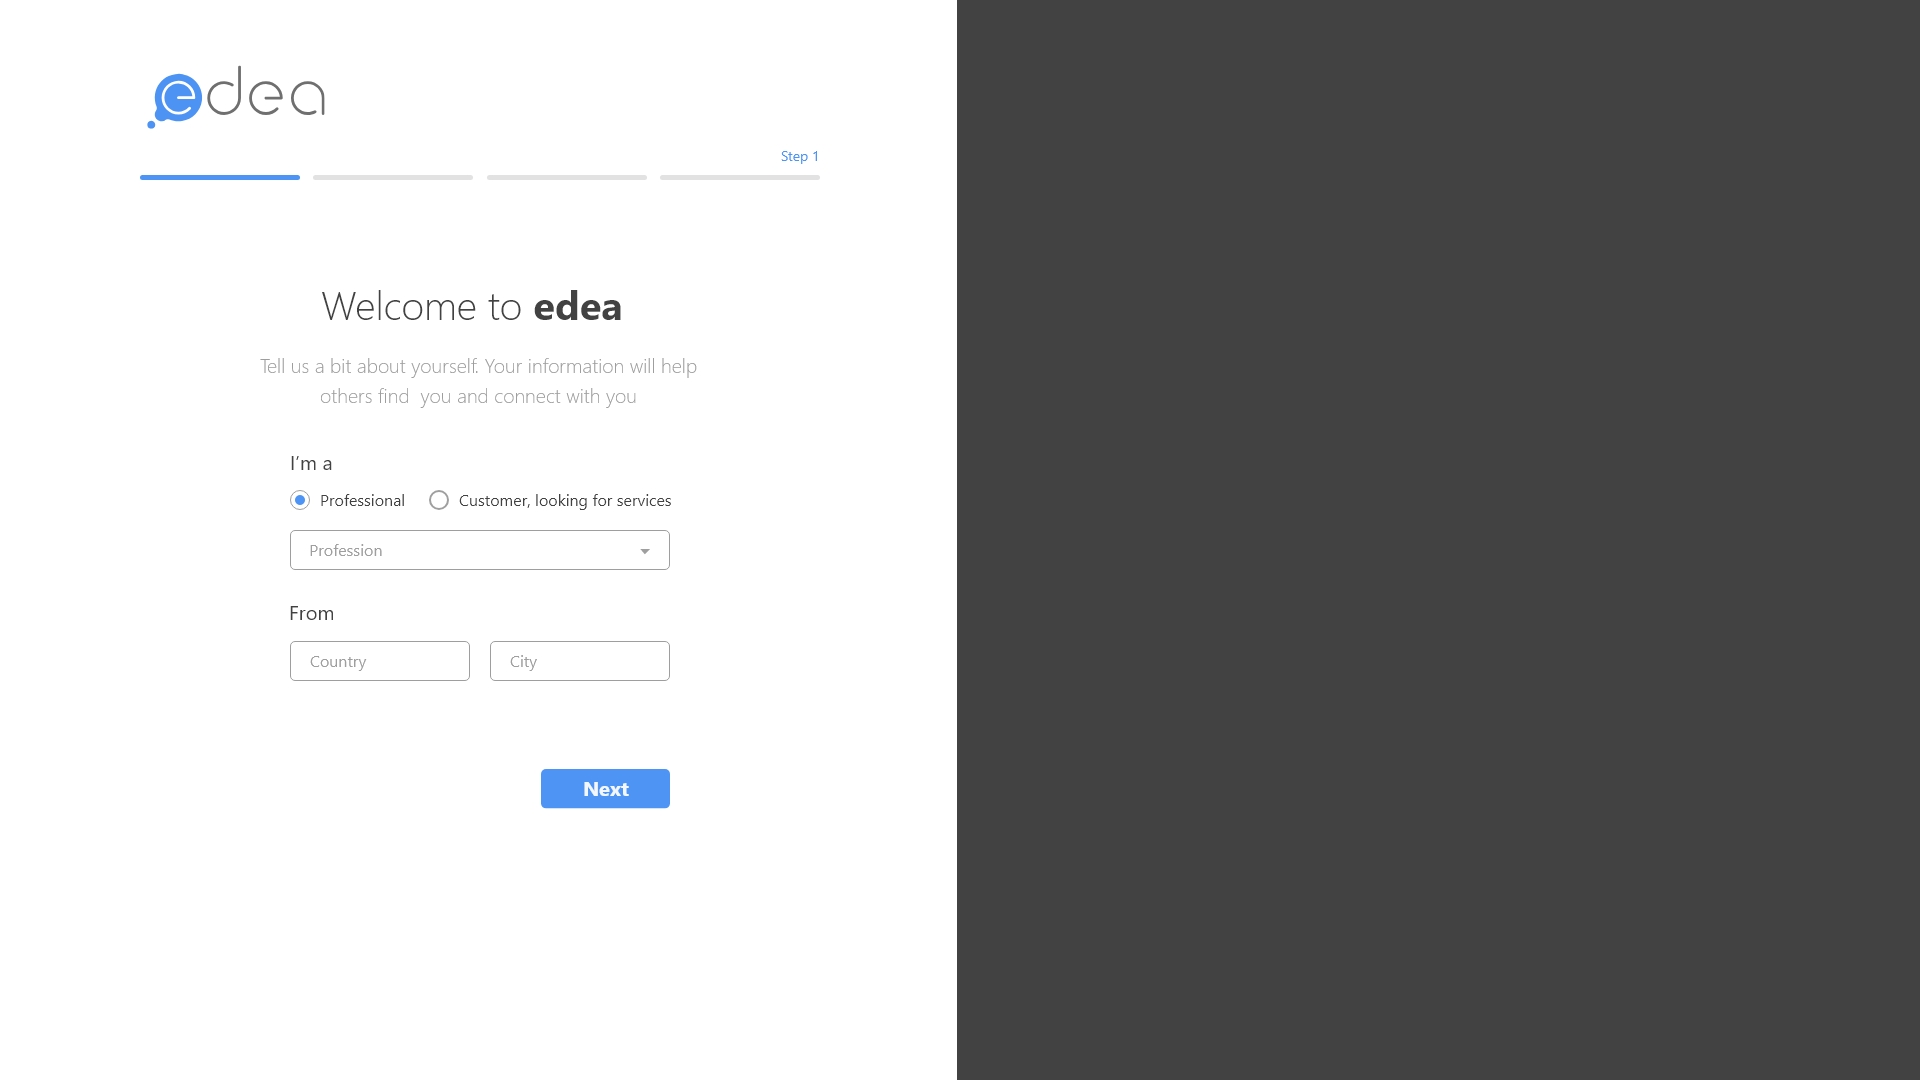 edea
Step 1
Welcome to edea
Tell us a bit about yourself. Your information will help
others find  you and connect with you
I'm a
Professional
Customer, looking for services
Profession
From
Country
City
Next